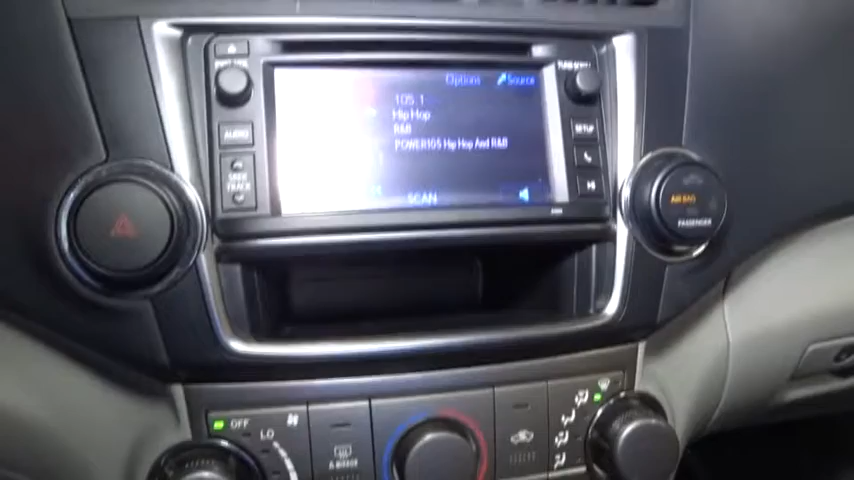 Options
Source
105.1
Hip Hop
R&B
POWER105 Hip Hop And R&B
SCAN
AUDIO
SEEK
TRACK
SETUP
AIR BAG
PASSENGER
OFF
LO